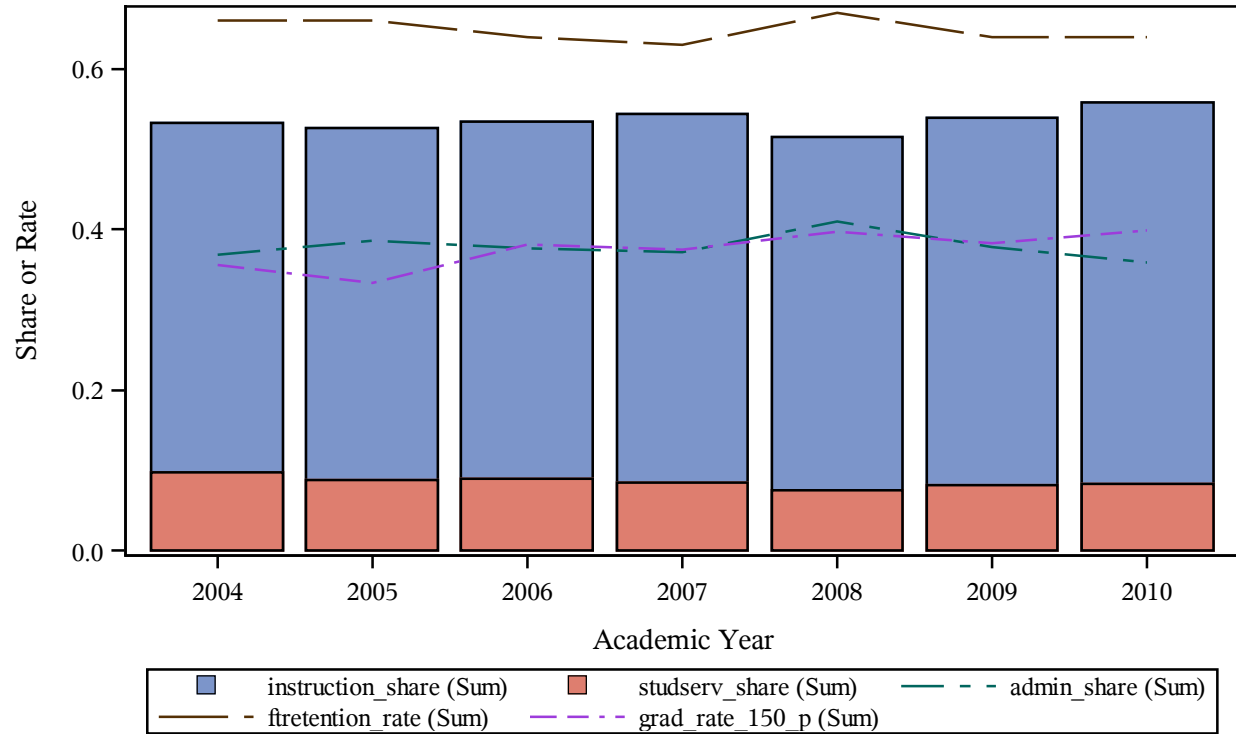 0.6
0.4
0.2
0.0
Share or Rate
2004 2005 2006 2007 2008 2009 2010
Academic Year
instruction_share (Sum) studserv_share (Sum) admin_share (Sum)
ftretention_rate (Sum) grad_rate_150_p (Sum)